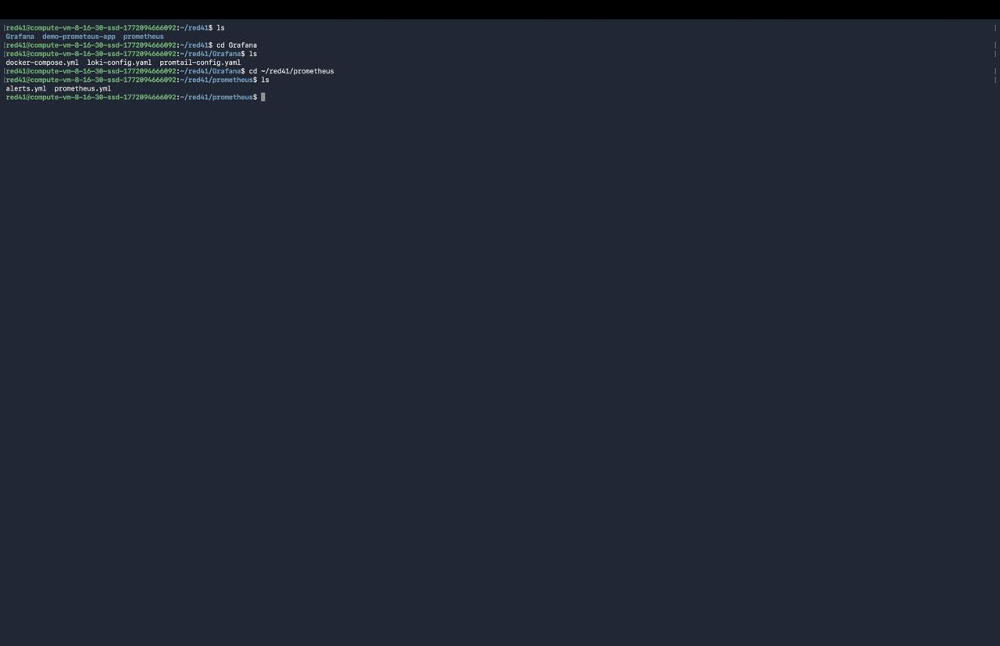 [red41@compute-vm-8-16-30-ssd-1772094666092:~/red41$ ls ]
Grafana  demo-prometeus-app  prometheus
[red41@compute-vm-8-16-30-ssd-1772094666092:~/red41$ cd Grafana ]
[red41@compute-vm-8-16-30-ssd-1772094666092:~/red41/Grafana$ ls ]
docker-compose.yml  loki-config.yaml  promtail-config.yaml
[red41@compute-vm-8-16-30-ssd-1772094666092:~/red41/Grafana$ cd ~/red41/prometheus ]
[red41@compute-vm-8-16-30-ssd-1772094666092:~/red41/prometheus$ ls ]
alerts.yml  prometheus.yml
red41@compute-vm-8-16-30-ssd-1772094666092:~/red41/prometheus$